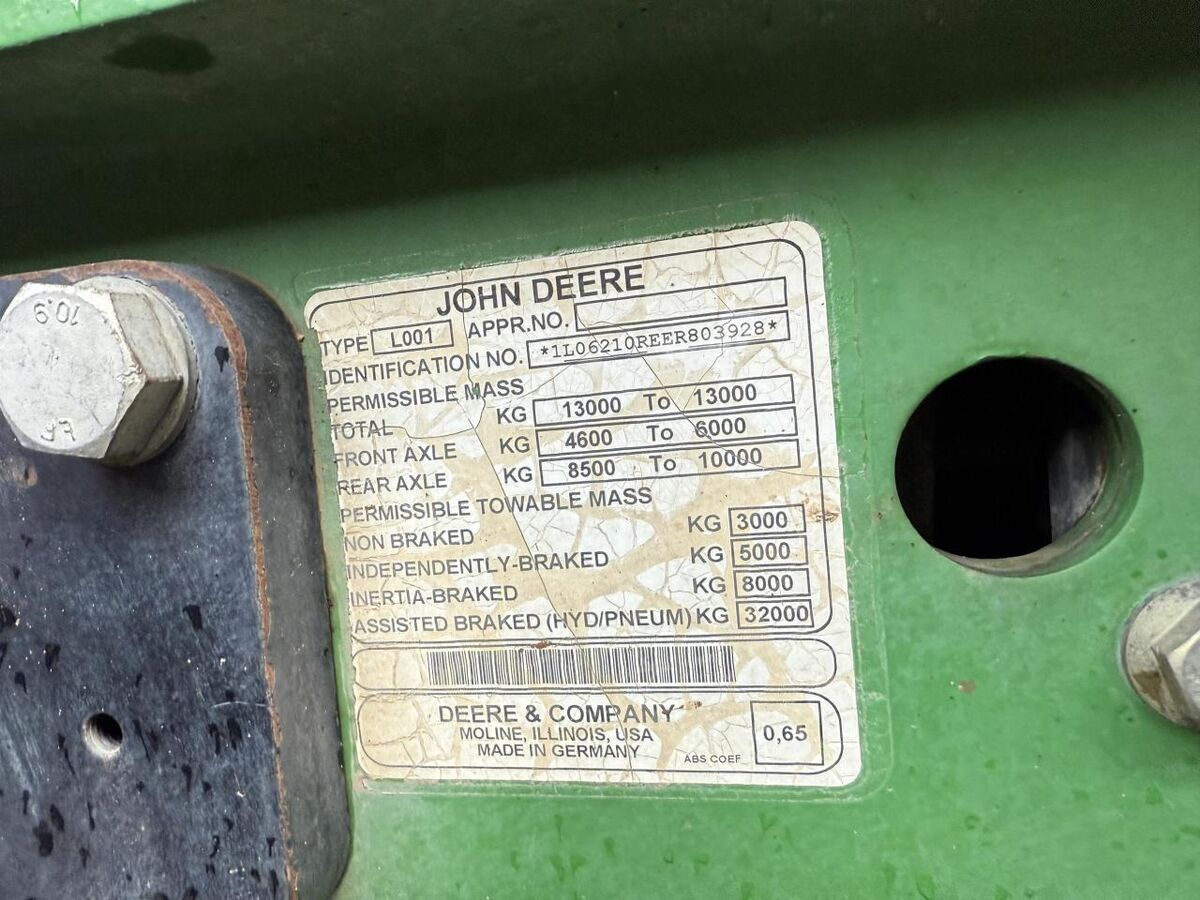 10.9
LF
JOHN DEERE
TYPE L001 APPR.NO.
IDENTIFICATION NO. *1L06210REER803928*
PERMISSIBLE MASS
TOTAL KG 13000 To 13000
FRONT AXLE KG 4600 To 6000
REAR AXLE KG 8500 To 10000
PERMISSIBLE TOWABLE MASS
NON BRAKED KG 3000
INDEPENDENTLY-BRAKED KG 5000
INERTIA-BRAKED KG 8000
ASSISTED BRAKED (HYD/PNEUM) KG 32000
DEERE & COMPANY
MOLINE, ILLINOIS, USA
MADE IN GERMANY
ABS COEF 0,65